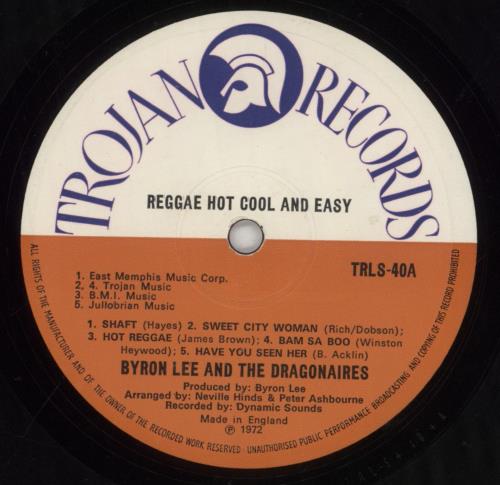 TROJAN RECORDS
REGGAE HOT COOL AND EASY
TRLS-40A
1. East Memphis Music Corp.
2. 4. Trojan Music
3. B.M.I. Music
5. Jullobrian Music
1. SHAFT (Hayes) 2. SWEET CITY WOMAN (Rich/Dobson);
3. HOT REGGAE (James Brown); 4. BAM SA BOO (Winston
Heywood); 5. HAVE YOU SEEN HER (B. Acklin)
BYRON LEE AND THE DRAGONAIRES
Produced by: Byron Lee
Arranged by: Neville Hinds & Peter Ashbourne
Recorded by: Dynamic Sounds
Made in England
℗ 1972
ALL RIGHTS OF THE MANUFACTURER AND OF THE OWNER OF THE RECORDED WORK RESERVED - UNAUTHORISED PUBLIC PERFORMANCE BROADCASTING AND COPYING OF THIS RECORD PROHIBITED